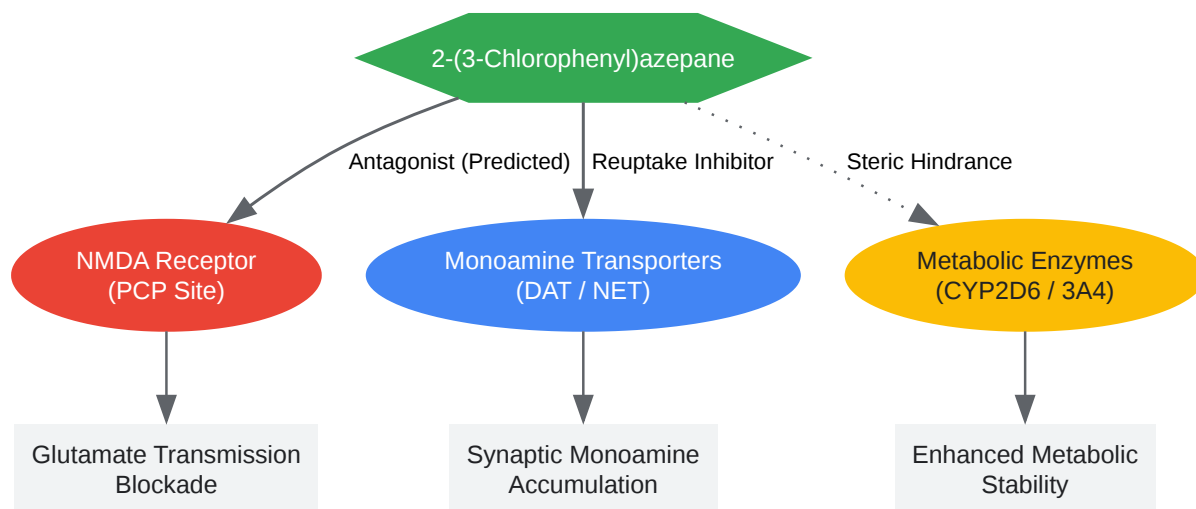 2-(3-Chlorophenyl)azepane
Antagonist (Predicted)
Reuptake Inhibitor
Steric Hindrance
NMDA Receptor
(PCP Site)
Monoamine Transporters
(DAT / NET)
Metabolic Enzymes
(CYP2D6 / 3A4)
Glutamate Transmission
Blockade
Synaptic Monoamine
Accumulation
Enhanced Metabolic
Stability